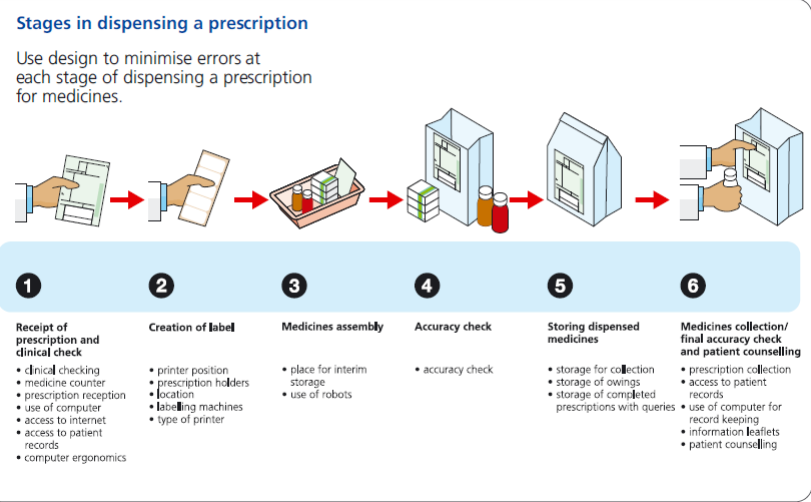 Stages in dispensing a prescription
Use design to minimise errors at
each stage of dispensing a prescription
for medicines.
1
Receipt of
prescription and
clinical check
• clinical checking
• medicine counter
• prescription reception
• use of computer
• access to internet
• access to patient
records
• computer ergonomics
2
Creation of label
• printer position
• prescription holders
• location
• labelling machines
• type of printer
3
Medicines assembly
• place for interim
storage
• use of robots
4
Accuracy check
• accuracy check
5
Storing dispensed
medicines
• storage for collection
• storage of owings
• storage of completed
prescriptions with queries
6
Medicines collection/
final accuracy check
and patient counselling
• prescription collection
• access to patient
records
• use of computer for
record keeping
• information leaflets
• patient counselling